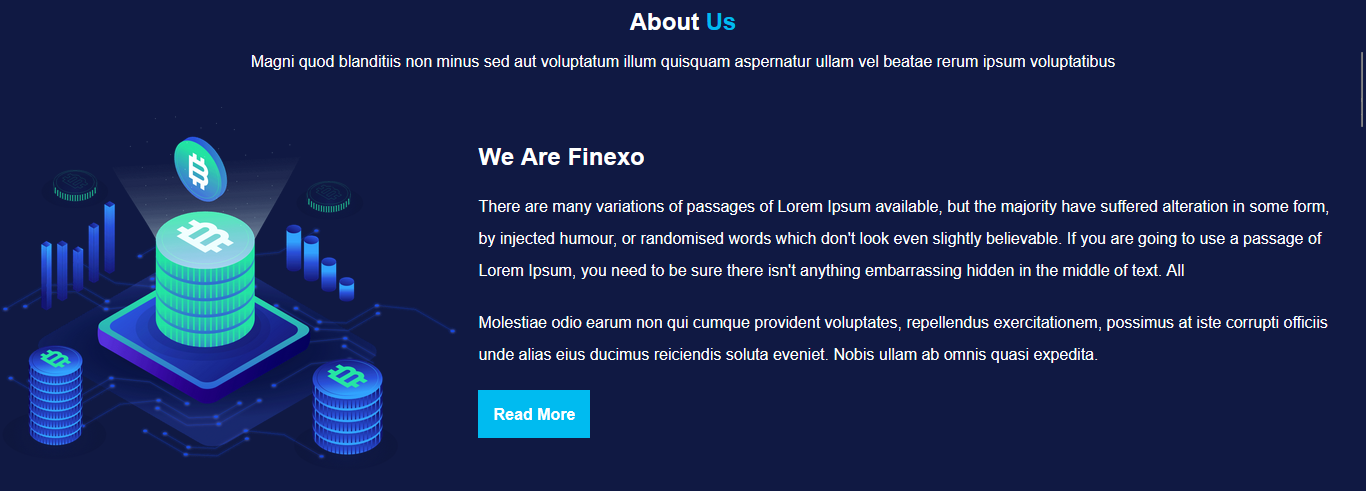 About Us
Magni quod blanditiis non minus sed aut voluptatum illum quisquam aspernatur ullam vel beatae rerum ipsum voluptatibus
We Are Finexo
There are many variations of passages of Lorem Ipsum available, but the majority have suffered alteration in some form,
by injected humour, or randomised words which don't look even slightly believable. If you are going to use a passage of
Lorem Ipsum, you need to be sure there isn't anything embarrassing hidden in the middle of text. All
Molestiae odio earum non qui cumque provident voluptates, repellendus exercitationem, possimus at iste corrupti officiis
unde alias eius ducimus reiciendis soluta eveniet. Nobis ullam ab omnis quasi expedita.
Read More